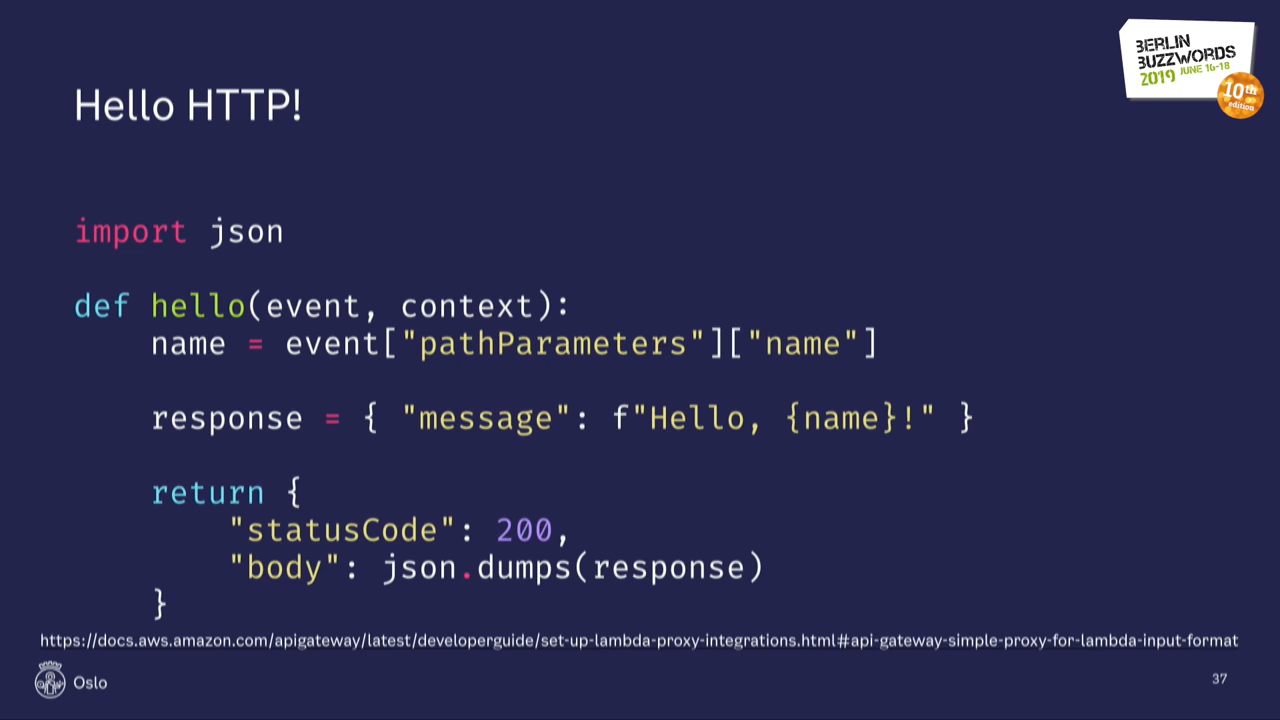 BERLIN
BUZZWORDS
2019 JUNE 16-18
10th
edition
Hello HTTP!
import json
def hello(event, context):
    name = event["pathParameters"]["name"]
    response = { "message": f"Hello, {name}!" }
    return {
         "statusCode": 200,
         "body": json.dumps(response)
    }
https://docs.aws.amazon.com/apigateway/latest/developerguide/set-up-lambda-proxy-integrations.html#api-gateway-simple-proxy-for-lambda-input-format
Oslo
37